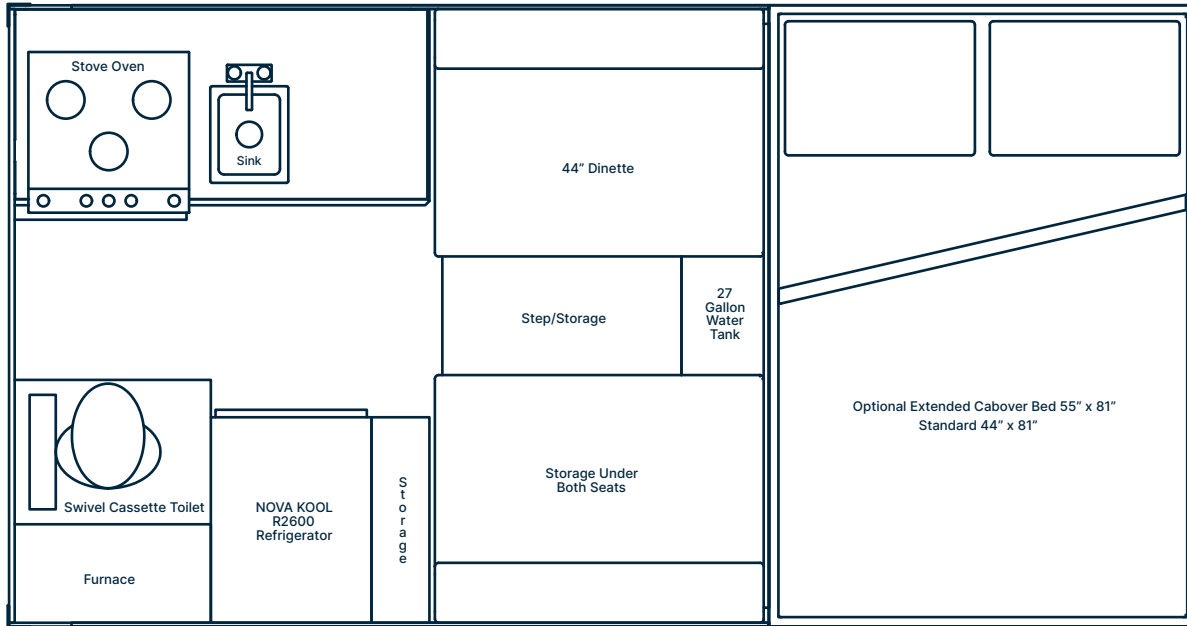 Stove Oven
Sink
44” Dinette
Step/Storage
27
Gallon
Water
Tank
Optional Extended Cabover Bed 55” x 81”
Standard 44” x 81”
Swivel Cassette Toilet
NOVA KOOL
R2600
Refrigerator
S
t
o
r
a
g
e
Storage Under
Both Seats
Furnace